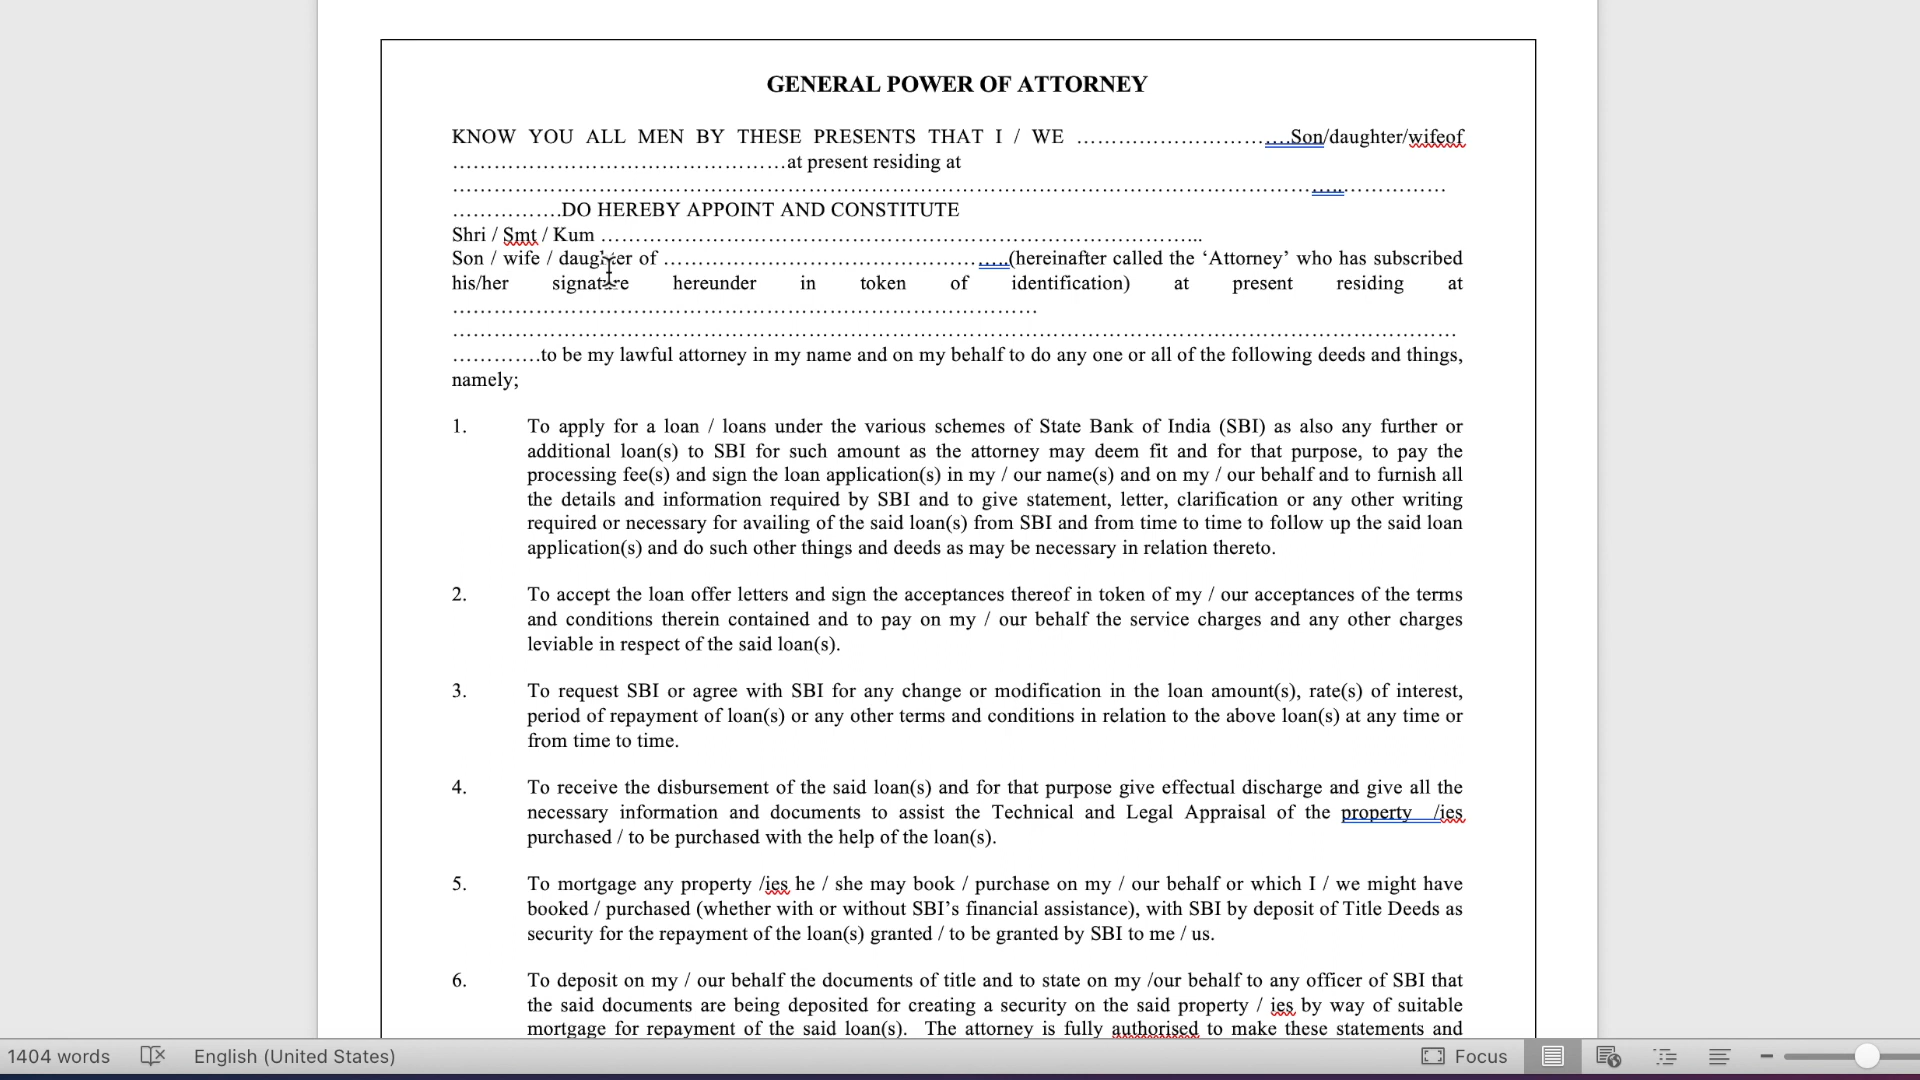 GENERAL POWER OF ATTORNEY
KNOW YOU ALL MEN BY THESE PRESENTS THAT I / WE ………………………….…Son/daughter/wifeof
…………………………………………at present residing at
……………………………………………………………………………………………………………..…..……………
…………….DO HEREBY APPOINT AND CONSTITUTE
Shri / Smt / Kum …………………………………………………………………………...
Son / wife / daughter of ……………………………………….…..(hereinafter called the ‘Attorney’ who has subscribed
his/her signature hereunder in token of identification) at present residing at
…………………………………………………………………………
………………………………………………………………………………………………………………………………
………….to be my lawful attorney in my name and on my behalf to do any one or all of the following deeds and things,
namely;
1. To apply for a loan / loans under the various schemes of State Bank of India (SBI) as also any further or
additional loan(s) to SBI for such amount as the attorney may deem fit and for that purpose, to pay the
processing fee(s) and sign the loan application(s) in my / our name(s) and on my / our behalf and to furnish all
the details and information required by SBI and to give statement, letter, clarification or any other writing
required or necessary for availing of the said loan(s) from SBI and from time to time to follow up the said loan
application(s) and do such other things and deeds as may be necessary in relation thereto.
2. To accept the loan offer letters and sign the acceptances thereof in token of my / our acceptances of the terms
and conditions therein contained and to pay on my / our behalf the service charges and any other charges
leviable in respect of the said loan(s).
3. To request SBI or agree with SBI for any change or modification in the loan amount(s), rate(s) of interest,
period of repayment of loan(s) or any other terms and conditions in relation to the above loan(s) at any time or
from time to time.
4. To receive the disbursement of the said loan(s) and for that purpose give effectual discharge and give all the
necessary information and documents to assist the Technical and Legal Appraisal of the property /ies
purchased / to be purchased with the help of the loan(s).
5. To mortgage any property /ies he / she may book / purchase on my / our behalf or which I / we might have
booked / purchased (whether with or without SBI’s financial assistance), with SBI by deposit of Title Deeds as
security for the repayment of the loan(s) granted / to be granted by SBI to me / us.
6. To deposit on my / our behalf the documents of title and to state on my /our behalf to any officer of SBI that
the said documents are being deposited for creating a security on the said property / ies by way of suitable
mortgage for repayment of the said loan(s). The attorney is fully authorised to make these statements and
1404 words English (United States) Focus